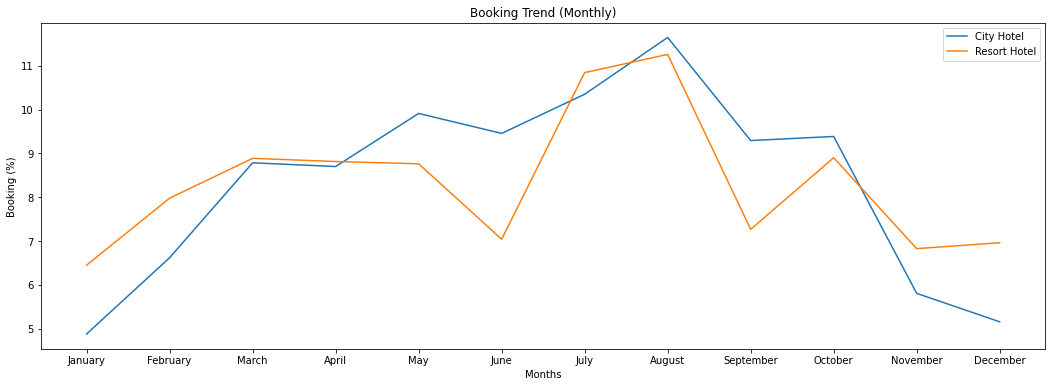 Booking Trend (Monthly)
City Hotel
Resort Hotel
Booking (%)
11
10
9
8
7
6
5
January February March April May June July August September October November December
Months